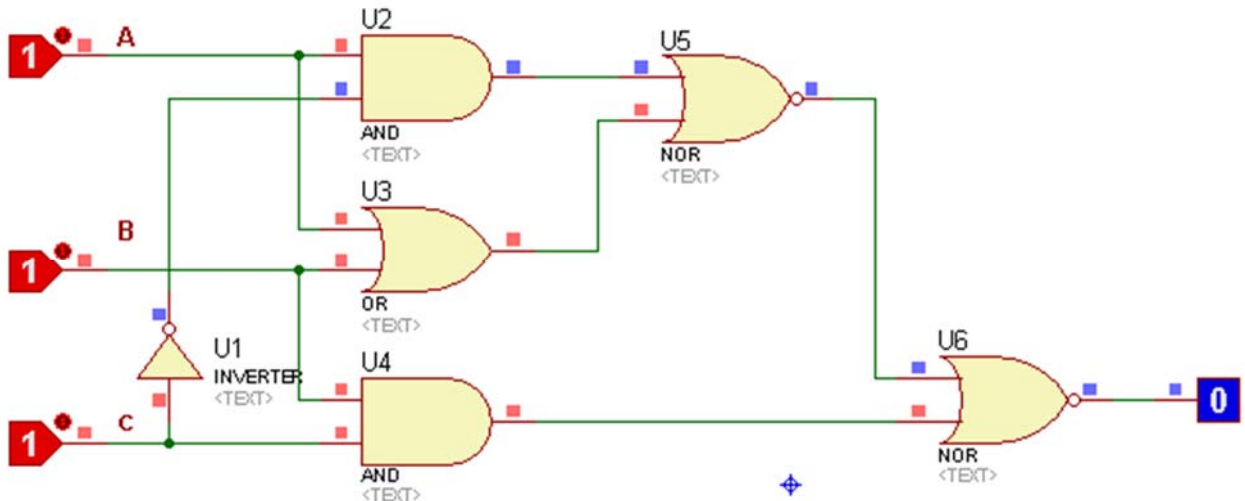 U2
1
A
U5
AND
<TEXT>
NOR
<TEXT>
U3
B
1
OR
<TEXT>
U1
INVERTER
<TEXT>
U4
U6
1
C
0
AND
<TEXT>
NOR
<TEXT>